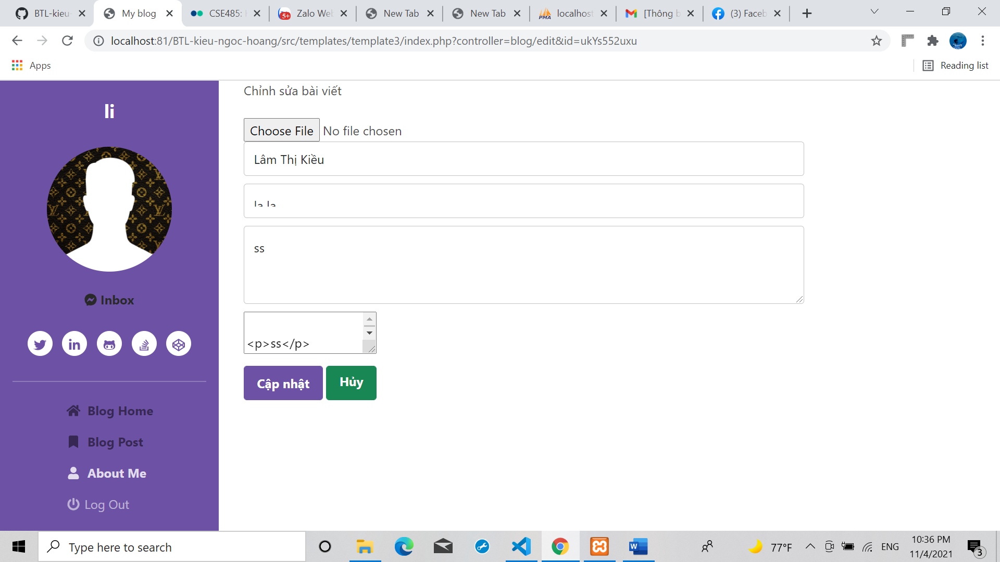 BTL-kieu-
My blog
CSE485:
Zalo Web
New Tab
New Tab
localhost
[Thông b
(3) Faceb
localhost:81/BTL-kieu-ngoc-hoang/src/templates/template3/index.php?controller=blog/edit&id=ukYs552uxu
Apps
Reading list
li
Inbox
Blog Home
Blog Post
About Me
Log Out
Chỉnh sửa bài viết
Choose File No file chosen
Lâm Thị Kiều
la la
ss
<p>ss</p>
Cập nhật
Hủy
Type here to search
77°F
ENG
10:36 PM
11/4/2021
3